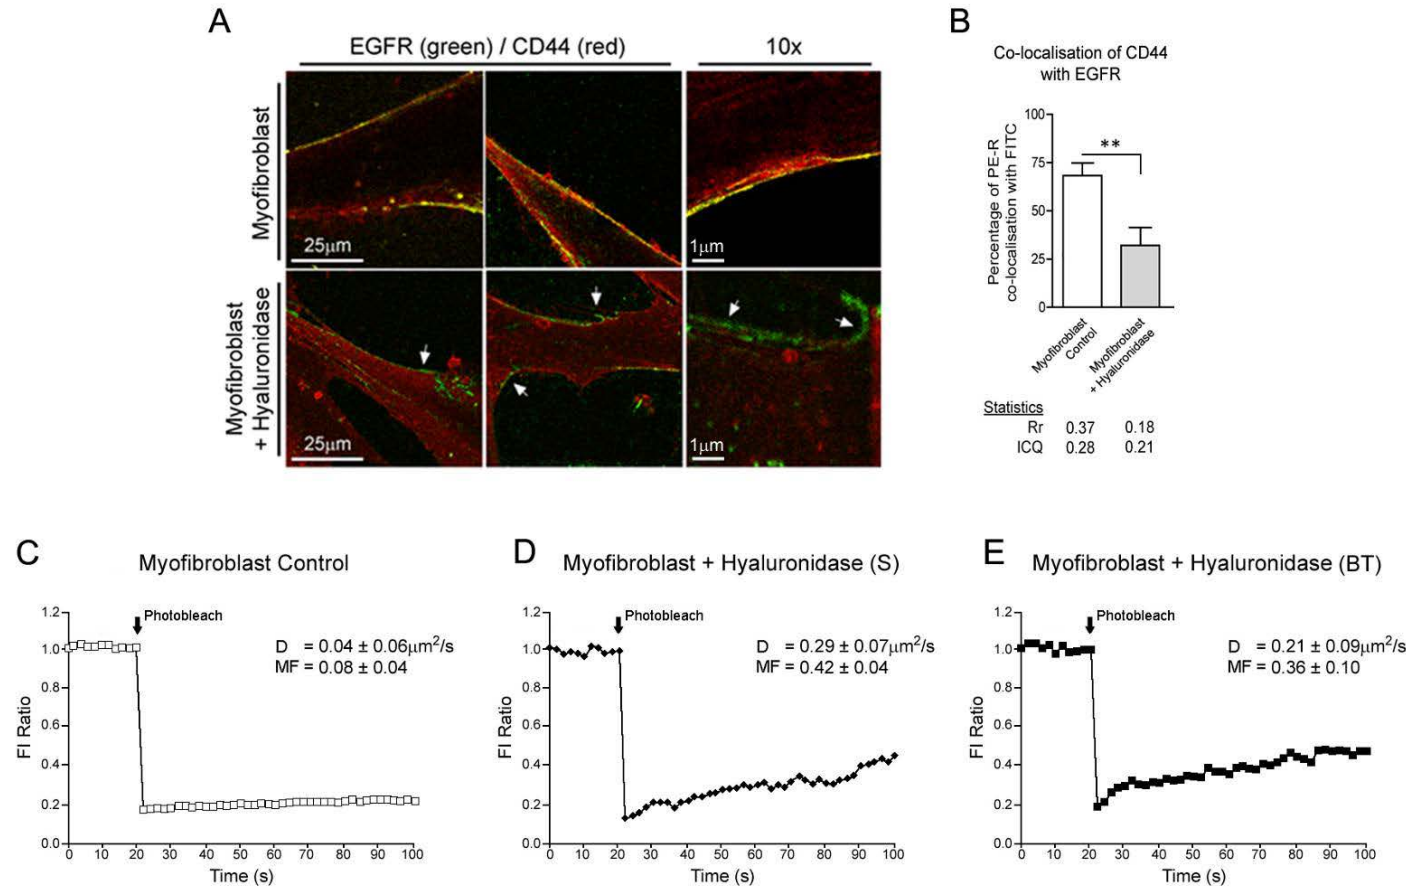 A
EGFR (green) / CD44 (red)
10x
Myofibroblast
25μm
1μm
Myofibroblast
+ Hyaluronidase
25μm
1μm
B
Co-localisation of CD44
with EGFR
Percentage of PE-R
co-localisation with FITC
100
75
50
25
0
**
Myofibroblast
Control
Myofibroblast
+ Hyaluronidase
Statistics
Rr 0.37 0.18
ICQ 0.28 0.21
C
Myofibroblast Control
Photobleach
D = 0.04 ± 0.06μm²/s
MF = 0.08 ± 0.04
FI Ratio
1.2
1.0
0.8
0.6
0.4
0.2
0.0
0 10 20 30 40 50 60 70 80 90 100
Time (s)
D
Myofibroblast + Hyaluronidase (S)
Photobleach
D = 0.29 ± 0.07μm²/s
MF = 0.42 ± 0.04
FI Ratio
1.2
1.0
0.8
0.6
0.4
0.2
0.0
0 10 20 30 40 50 60 70 80 90 100
Time (s)
E
Myofibroblast + Hyaluronidase (BT)
Photobleach
D = 0.21 ± 0.09μm²/s
MF = 0.36 ± 0.10
FI Ratio
1.2
1.0
0.8
0.6
0.4
0.2
0.0
0 10 20 30 40 50 60 70 80 90 100
Time (s)